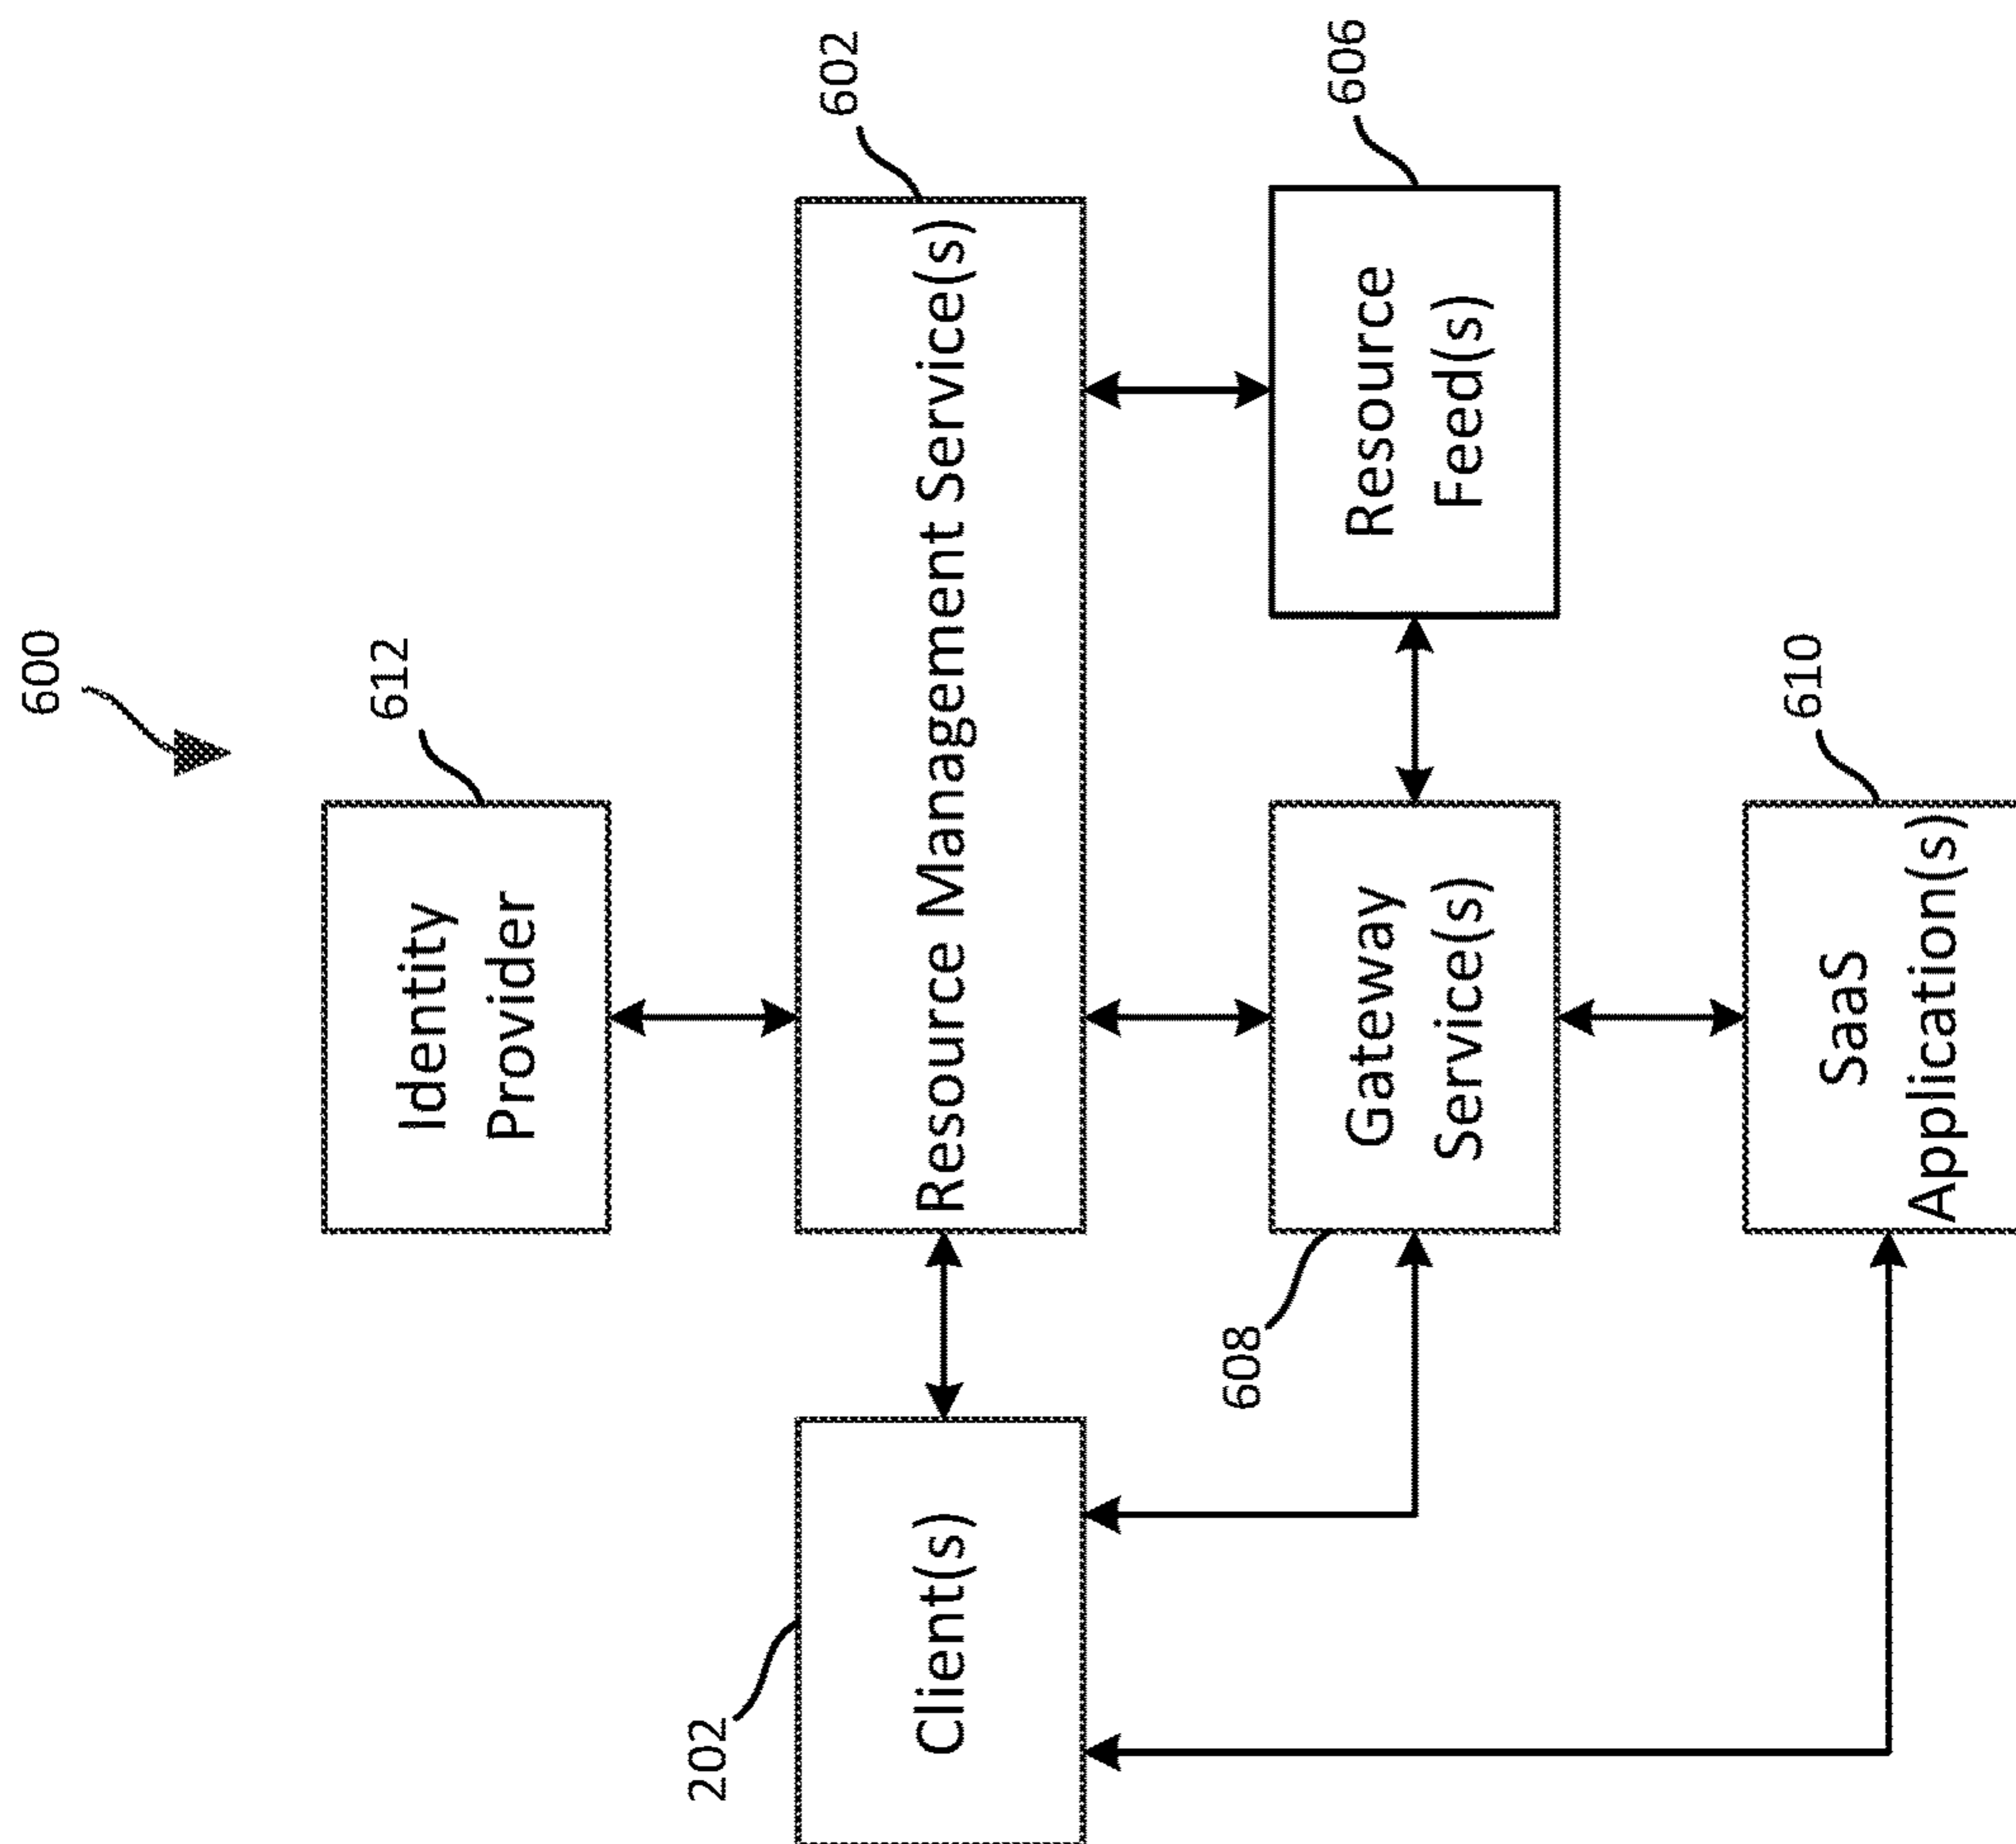 600
612
Identity
Provider
602
Resource Management Service(s)
202
Client(s)
606
Resource
Feed(s)
608
Gateway
Service(s)
610
SaaS
Application(s)